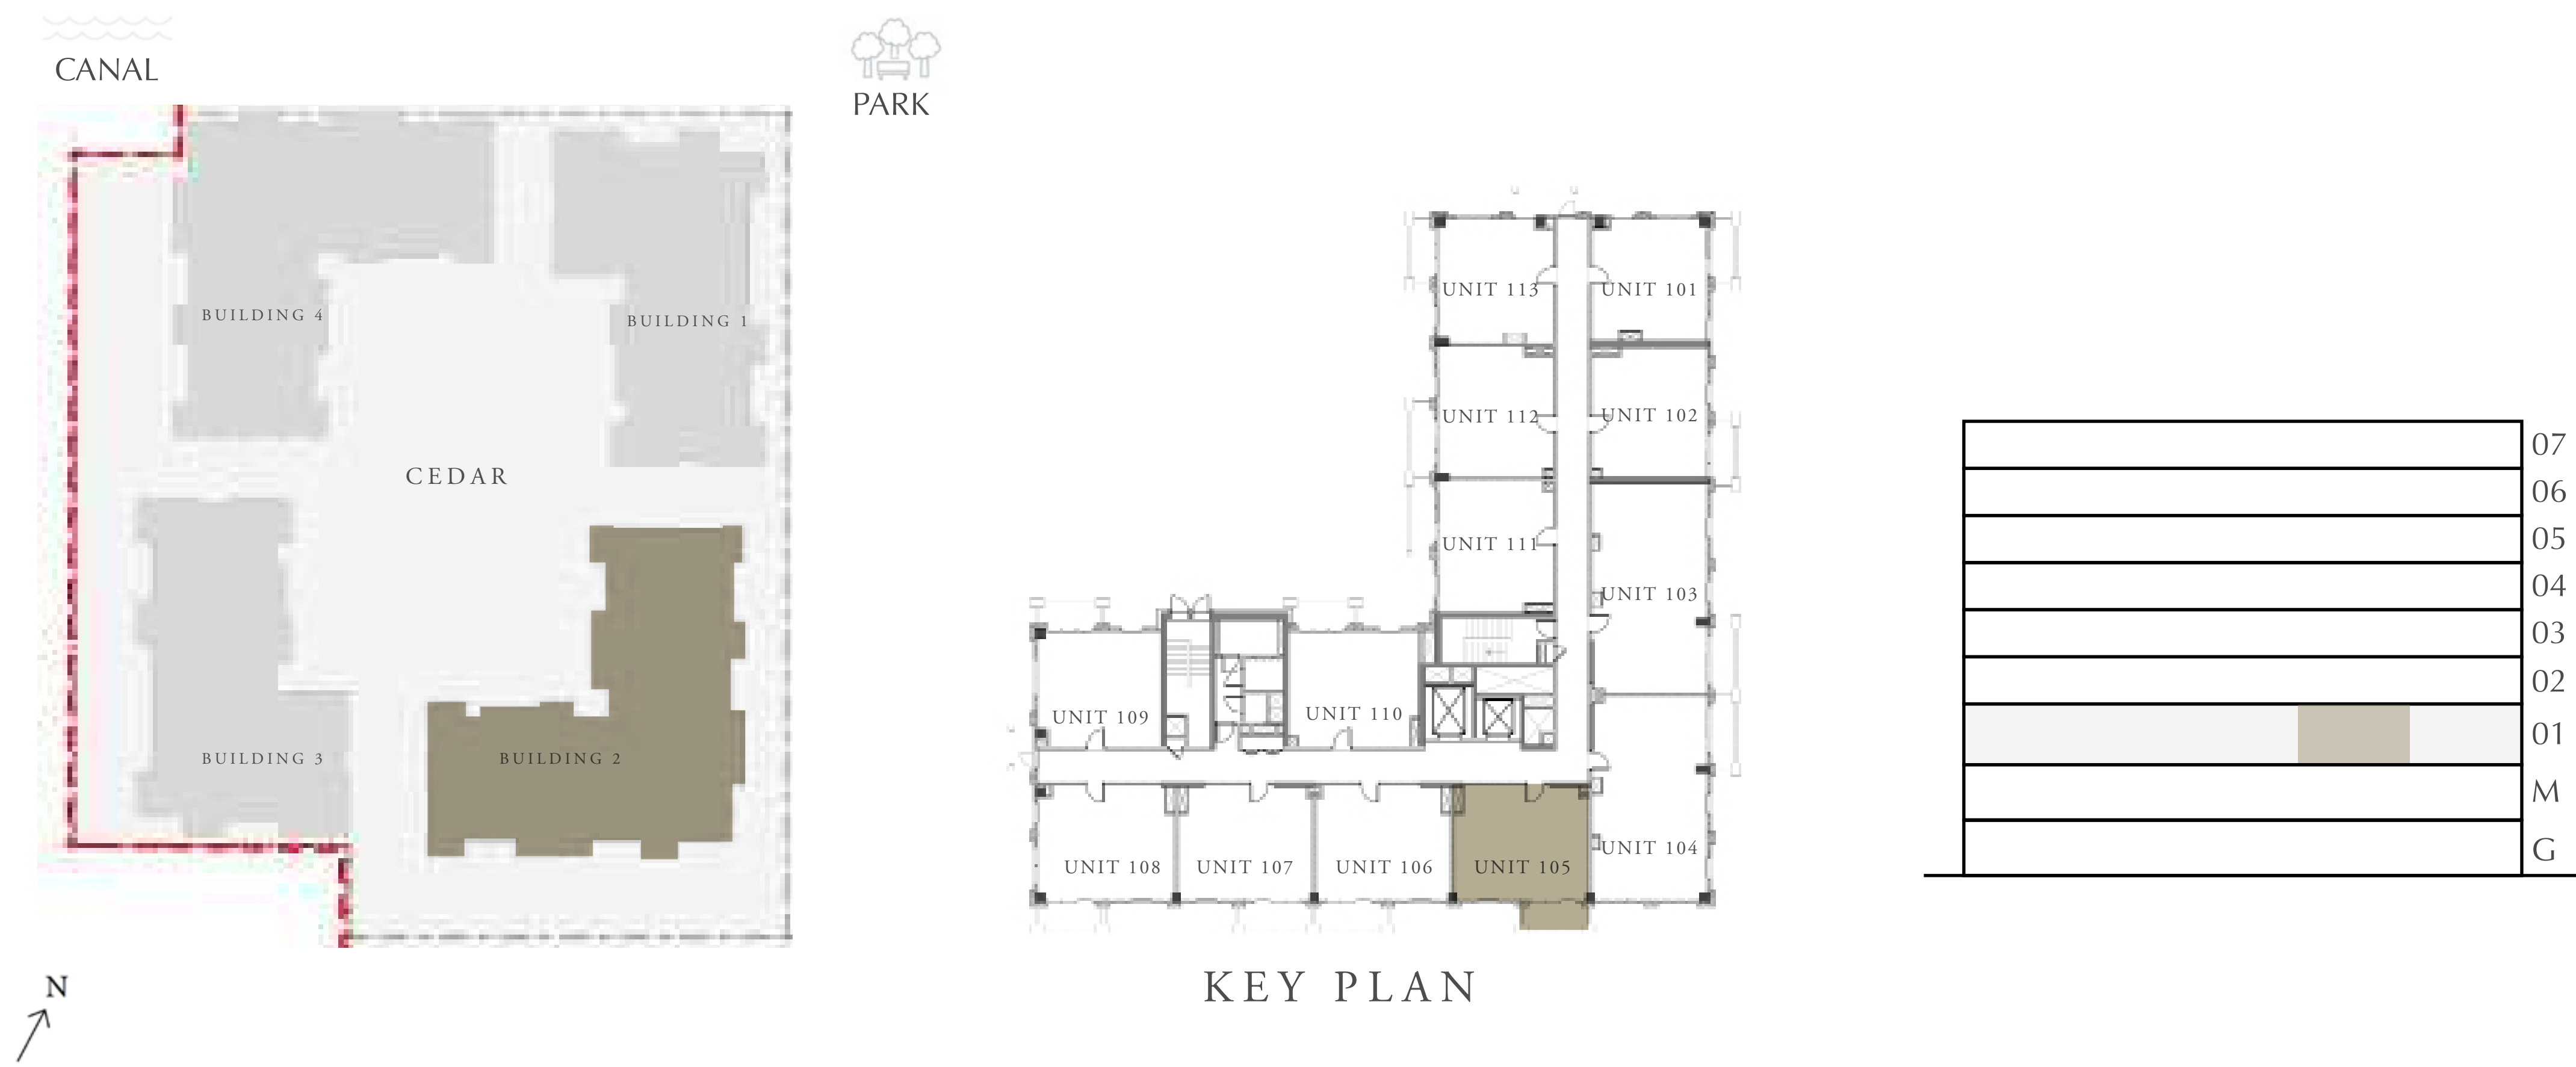 CANAL
PARK
BUILDING 4
BUILDING 1
CEDAR
BUILDING 3
BUILDING 2
N
UNIT 113
UNIT 101
UNIT 112
UNIT 102
UNIT 111
UNIT 103
UNIT 109
UNIT 110
UNIT 104
UNIT 108
UNIT 107
UNIT 106
UNIT 105
KEY PLAN
07
06
05
04
03
02
01
M
G